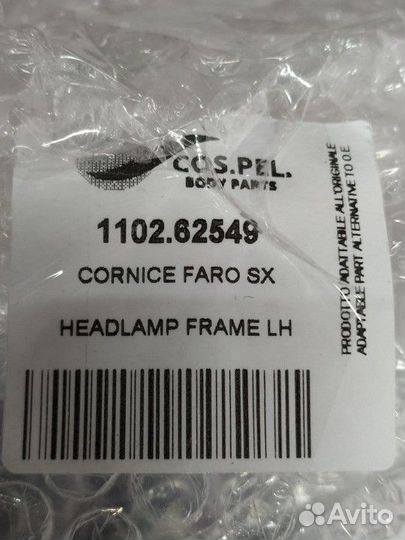 COS.PEL.
BODY PARTS
1102.62549
CORNICE FARO SX
HEADLAMP FRAME LH
PRODOTTO ADATTABILE ALL'ORIGINALE
ADAPTABLE PART ALTERNATIVE TO O.E.
Avito